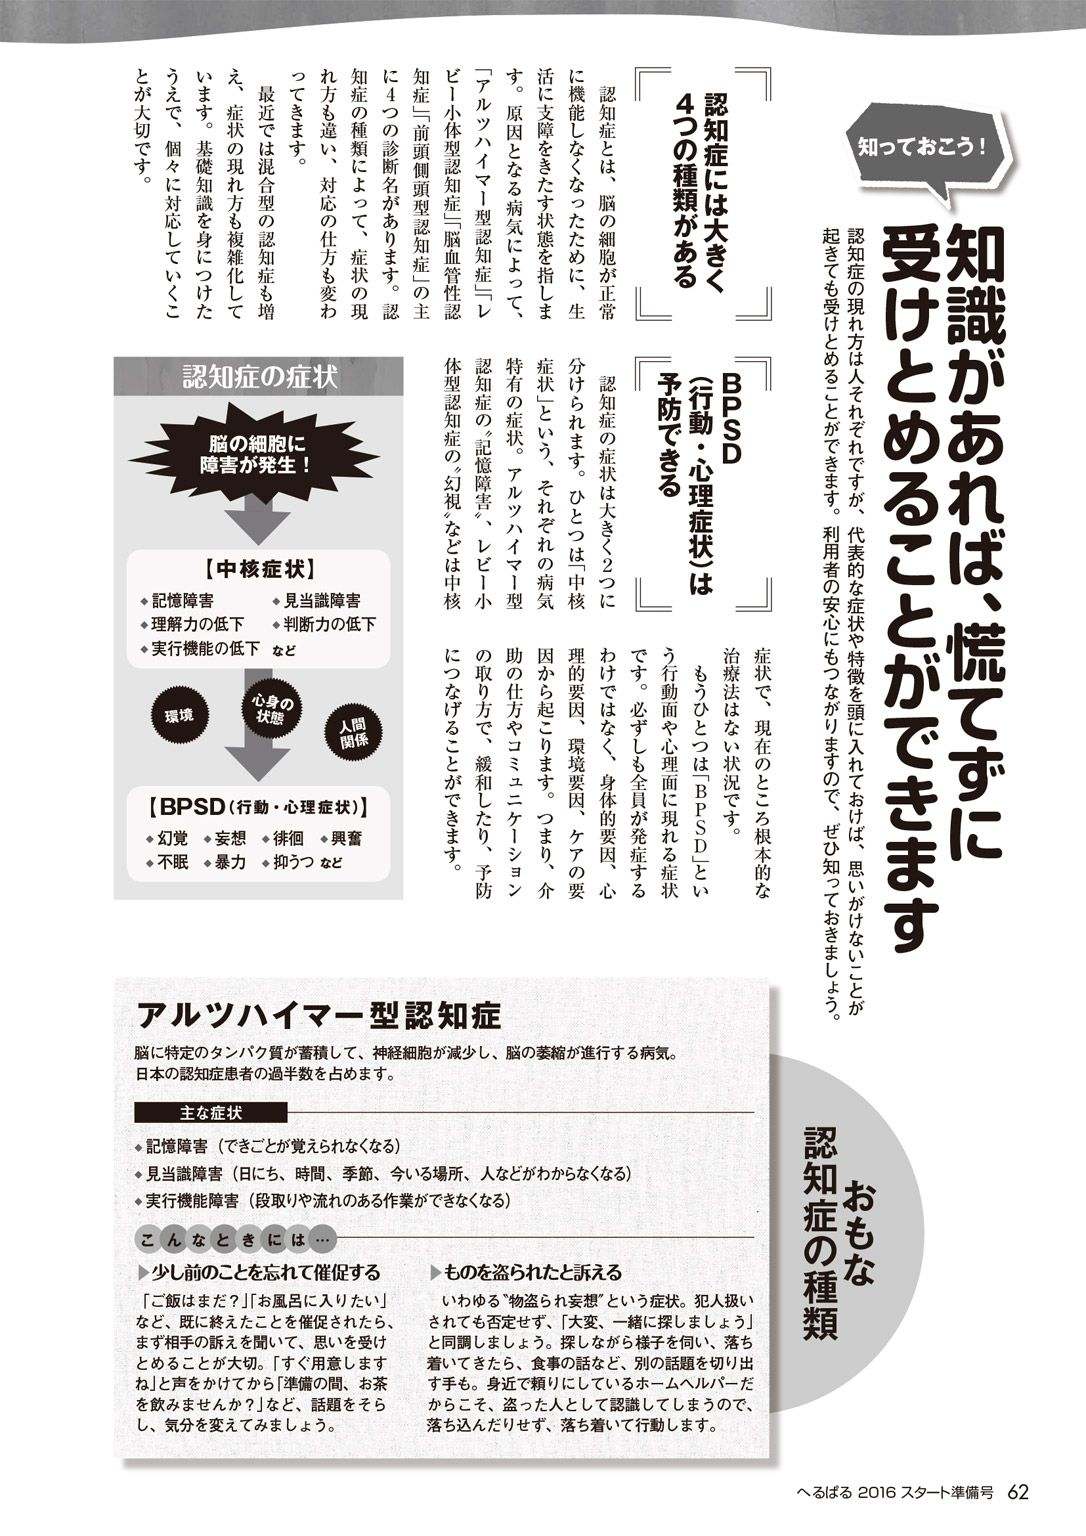 知っておこう！
知識があれば、慌てずに
受けとめることができます
認知症の現れ方は人それぞれですが、代表的な症状や特徴を頭に入れておけば、思いがけないことが
起きても受けとめることができます。利用者の安心にもつながりますので、ぜひ知っておきましょう。
認知症には大きく
4つの種類がある
認知症とは、脳の細胞が正常
に機能しなくなったために、生
活に支障をきたす状態を指しま
す。原因となる病気によって、
「アルツハイマー型認知症」「レ
ビー小体型認知症」「脳血管性認
知症」「前頭側頭型認知症」の主
に4つの診断名があります。認
知症の種類によって、症状の現
れ方も違い、対応の仕方も変わ
ってきます。
最近では混合型の認知症も増
え、症状の現れ方も複雑化して
います。基礎知識を身につけた
うえで、個々に対応していくこ
とが大切です。
BPSD
（行動・心理症状）は
予防できる
認知症の症状は大きく2つに
分けられます。ひとつは「中核
症状」という、それぞれの病気
特有の症状。アルツハイマー型
認知症の〝記憶障害〟、レビー小
体型認知症の〝幻視〟などは中核
症状で、現在のところ根本的な
治療法はない状況です。
もうひとつは「BPSD」とい
う行動面や心理面に現れる症状
です。必ずしも全員が発症する
わけではなく、身体的要因、心
理的要因、環境要因、ケアの要
因から起こります。つまり、介
助の仕方やコミュニケーション
の取り方で、緩和したり、予防
につなげることができます。
認知症の症状
脳の細胞に
障害が発生！
【中核症状】
◆記憶障害 ◆見当識障害
◆理解力の低下 ◆判断力の低下
◆実行機能の低下 など
環境
心身の
状態
人間
関係
【BPSD（行動・心理症状）】
◆幻覚 ◆妄想 ◆徘徊 ◆興奮
◆不眠 ◆暴力 ◆抑うつ など
おもな
認知症の種類
アルツハイマー型認知症
脳に特定のタンパク質が蓄積して、神経細胞が減少し、脳の萎縮が進行する病気。
日本の認知症患者の過半数を占めます。
主な症状
◆記憶障害（できごとが覚えられなくなる）
◆見当識障害（日にち、時間、季節、今いる場所、人などがわからなくなる）
◆実行機能障害（段取りや流れのある作業ができなくなる）
こんなときには…
▶少し前のことを忘れて催促する
「ご飯はまだ？」「お風呂に入りたい」
など、既に終えたことを催促されたら、
まず相手の訴えを聞いて、思いを受け
とめることが大切。「すぐ用意します
ね」と声をかけてから「準備の間、お茶
を飲みませんか？」など、話題をそら
し、気分を変えてみましょう。
▶ものを盗られたと訴える
いわゆる〝物盗られ妄想〟という症状。犯人扱い
されても否定せず、「大変、一緒に探しましょう」
と同調しましょう。探しながら様子を伺い、落ち
着いてきたら、食事の話など、別の話題を切り出
す手も。身近で頼りにしているホームヘルパーだ
からこそ、盗った人として認識してしまうので、
落ち込んだりせず、落ち着いて行動します。
へるぱる 2016 スタート準備号 62